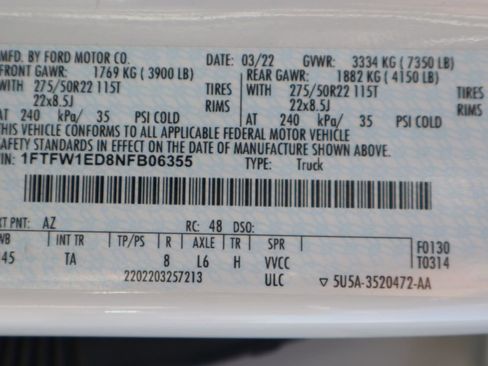 MFD. BY FORD MOTOR CO. DATE: 03/22 GVWR: 3334 KG (7350 LB)
FRONT GAWR: 1769 KG (3900 LB) REAR GAWR: 1882 KG (4150 LB)
WITH 275/50R22 115T TIRES WITH 275/50R22 115T TIRES
22x8.5J RIMS 22x8.5J RIMS
AT 240 kPa/ 35 PSI COLD AT 240 kPa/ 35 PSI COLD
THIS VEHICLE CONFORMS TO ALL APPLICABLE FEDERAL MOTOR VEHICLE
SAFETY STANDARDS IN EFFECT ON THE DATE OF MANUFACTURE SHOWN ABOVE.
IN: 1FTFW1ED8NFB06355 TYPE: Truck
RT PNT: AZ RC: 48 DSO:
WB INT TR TP/PS R AXLE TR SPR F0130
45 TA 8 L6 H VVCC T0314
2202203257213 ULC ▽ 5U5A-3520472-AA